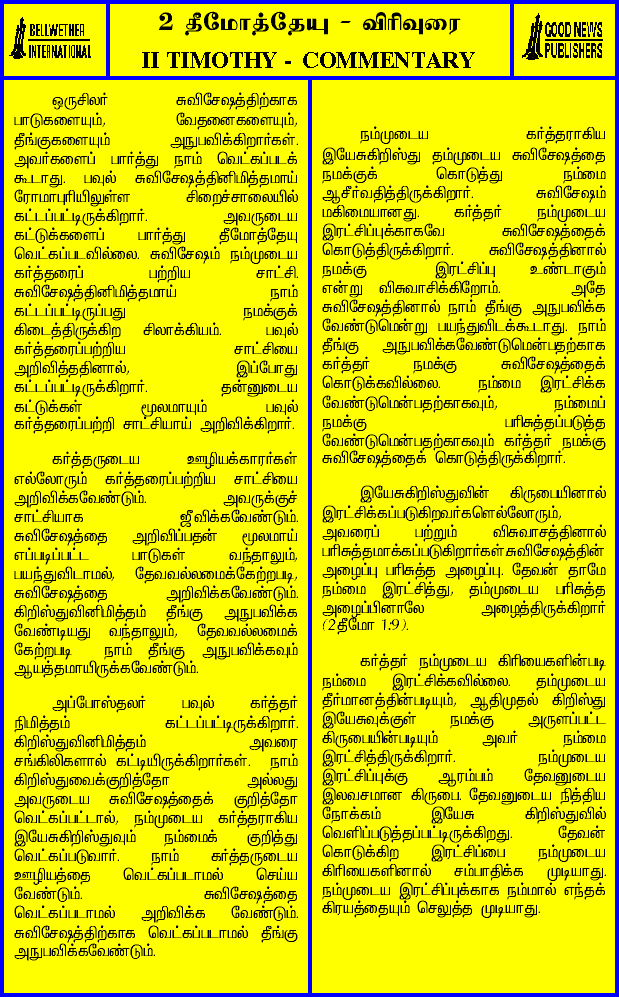 BELLWETHER
INTERNATIONAL
2 தீமோத்தேயு - விரிவுரை
II TIMOTHY - COMMENTARY
GOOD NEWS
PUBLISHERS
ஒருசிலர் சுவிசேஷத்திற்காக
பாடுகளையும், வேதனைகளையும்,
தீங்குகளையும் அநுபவிக்கிறார்கள்.
அவர்களைப் பார்த்து நாம் வெட்கப்படக்
கூடாது. பவுல் சுவிசேஷத்தினிமித்தமாய்
ரோமாபுரியிலுள்ள சிறைச்சாலையில்
கட்டப்பட்டிருக்கிறார். அவருடைய
கட்டுக்களைப் பார்த்து தீமோத்தேயு
வெட்கப்படவில்லை. சுவிசேஷம் நம்முடைய
கர்த்தரைப் பற்றிய சாட்சி.
சுவிசேஷத்தினிமித்தமாய் நாம்
கட்டப்பட்டிருப்பது நமக்குக்
கிடைத்திருக்கிற சிலாக்கியம். பவுல்
கர்த்தரைப்பற்றிய சாட்சியை
அறிவித்ததினால், இப்போது
கட்டப்பட்டிருக்கிறார். தன்னுடைய
கட்டுக்கள் மூலமாயும் பவுல்
கர்த்தரைப்பற்றி சாட்சியாய் அறிவிக்கிறார்.
கர்த்தருடைய ஊழியக்காரர்கள்
எல்லோரும் கர்த்தரைப்பற்றிய சாட்சியை
அறிவிக்கவேண்டும். அவருக்குச்
சாட்சியாக ஜீவிக்கவேண்டும்.
சுவிசேஷத்தை அறிவிப்பதன் மூலமாய்
எப்படிப்பட்ட பாடுகள் வந்தாலும்,
பயந்துவிடாமல், தேவவல்லமைக்கேற்றபடி,
சுவிசேஷத்தை அறிவிக்கவேண்டும்.
கிறிஸ்துவினிமித்தம் தீங்கு அநுபவிக்க
வேண்டியது வந்தாலும், தேவவல்லமைக்
கேற்றபடி நாம் தீங்கு அநுபவிக்கவும்
ஆயத்தமாயிருக்கவேண்டும்.
அப்போஸ்தலர் பவுல் கர்த்தர்
நிமித்தம் கட்டப்பட்டிருக்கிறார்.
கிறிஸ்துவினிமித்தம் அவரை
சங்கிலிகளால் கட்டியிருக்கிறார்கள். நாம்
கிறிஸ்துவைக்குறித்தோ அல்லது
அவருடைய சுவிசேஷத்தைக் குறித்தோ
வெட்கப்பட்டால், நம்முடைய கர்த்தராகிய
இயேசுகிறிஸ்துவும் நம்மைக் குறித்து
வெட்கப்படுவார். நாம் கர்த்தருடைய
ஊழியத்தை வெட்கப்படாமல் செய்ய
வேண்டும். சுவிசேஷத்தை
வெட்கப்படாமல் அறிவிக்க வேண்டும்.
சுவிசேஷத்திற்காக வெட்கப்படாமல் தீங்கு
அநுபவிக்கவேண்டும்.
நம்முடைய கர்த்தராகிய
இயேசுகிறிஸ்து தம்முடைய சுவிசேஷத்தை
நமக்குக் கொடுத்து நம்மை
ஆசீர்வதித்திருக்கிறார். சுவிசேஷம்
மகிமையானது. கர்த்தர் நம்முடைய
இரட்சிப்புக்காகவே சுவிசேஷத்தைக்
கொடுத்திருக்கிறார். சுவிசேஷத்தினால்
நமக்கு இரட்சிப்பு உண்டாகும்
என்று விசுவாசிக்கிறோம். அதே
சுவிசேஷத்தினால் நாம் தீங்கு அநுபவிக்க
வேண்டுமென்று பயந்துவிடக்கூடாது. நாம்
தீங்கு அநுபவிக்கவேண்டுமென்பதற்காக
கர்த்தர் நமக்கு சுவிசேஷத்தைக்
கொடுக்கவில்லை. நம்மை இரட்சிக்க
வேண்டுமென்பதற்காகவும், நம்மைப்
நமக்கு பரிசுத்தப்படுத்த
வேண்டுமென்பதற்காகவும் கர்த்தர் நமக்கு
சுவிசேஷத்தைக் கொடுத்திருக்கிறார்.
இயேசுகிறிஸ்துவின் கிருபையினால்
இரட்சிக்கப்படுகிறவர்களெல்லோரும்,
அவரைப் பற்றும் விசுவாசத்தினால்
பரிசுத்தமாக்கப்படுகிறார்கள் சுவிசேஷத்தின்
அழைப்பு பரிசுத்த அழைப்பு. தேவன் தாமே
நம்மை இரட்சித்து, தம்முடைய பரிசுத்த
அழைப்பினாலே அழைத்திருக்கிறார்
(2தீமோ 1:9).
கர்த்தர் நம்முடைய கிரியைகளின்படி
நம்மை இரட்சிக்கவில்லை. தம்முடைய
தீர்மானத்தின்படியும், ஆதிமுதல் கிறிஸ்து
இயேசுவுக்குள் நமக்கு அருளப்பட்ட
கிருபையின்படியும் அவர் நம்மை
இரட்சித்திருக்கிறார். நம்முடைய
இரட்சிப்புக்கு ஆரம்பம் தேவனுடைய
இலவசமான கிருபை. தேவனுடைய நித்திய
நோக்கம் இயேசு கிறிஸ்துவில்
வெளிப்படுத்தப்பட்டிருக்கிறது. தேவன்
கொடுக்கிற இரட்சிப்பை நம்முடைய
கிரியைகளினால் சம்பாதிக்க முடியாது.
நம்முடைய இரட்சிப்புக்காக நம்மால் எந்தக்
கிரயத்தையும் செலுத்த முடியாது.